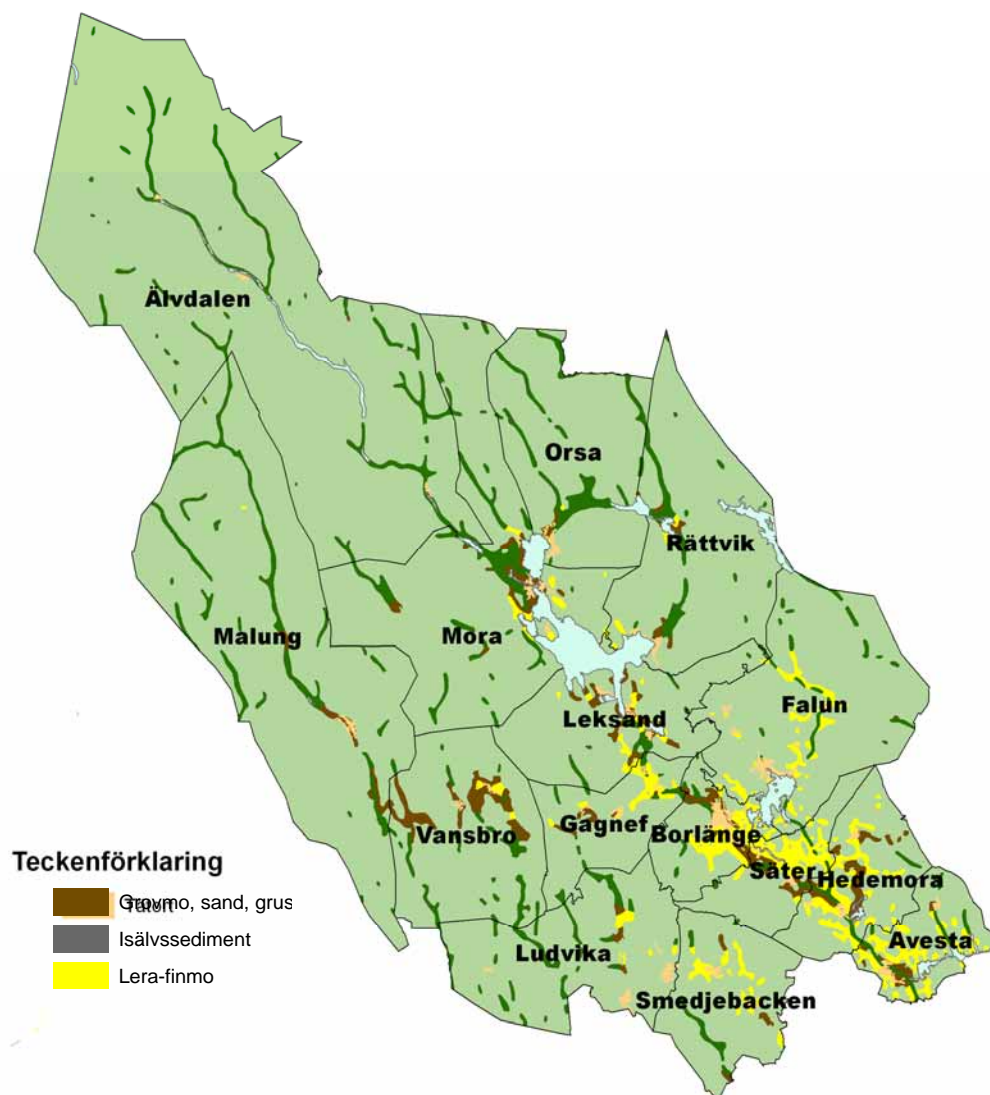 Älvdalen
Orsa
Rättvik
Malung
Mora
Falun
Leksand
Gagnef
Borlänge
Vansbro
Säter
Hedemora
Avesta
Ludvika
Smedjebacken
Teckenförklaring
Grovmo, sand, grus
Tätort
Isälvssediment
Lera-finmo